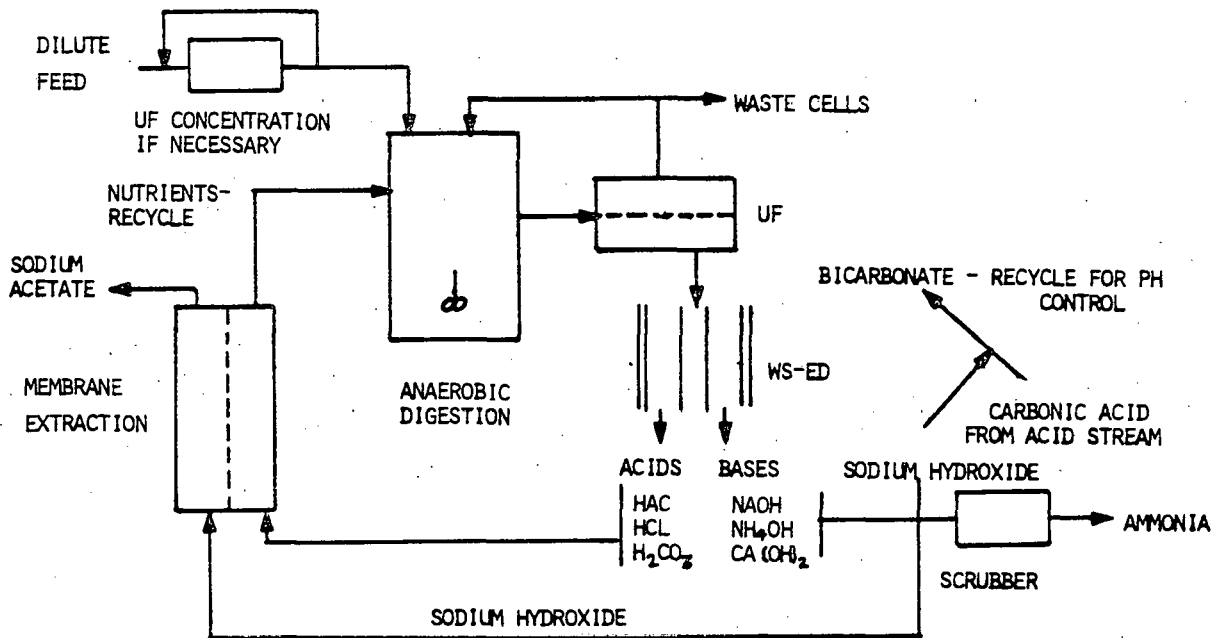 DILUTE
FEED
UF CONCENTRATION
IF NECESSARY
WASTE CELLS
NUTRIENTS-
RECYCLE
UF
SODIUM
ACETATE
BICARBONATE - RECYCLE FOR PH
CONTROL
MEMBRANE
EXTRACTION
ANAEROBIC
DIGESTION
WS-ED
CARBONIC ACID
FROM ACID STREAM
ACIDS BASES
SODIUM HYDROXIDE
HAC NAOH
HCL NH₄OH
H₂CO₃ CA(OH)₂
AMMONIA
SCRUBBER
SODIUM HYDROXIDE